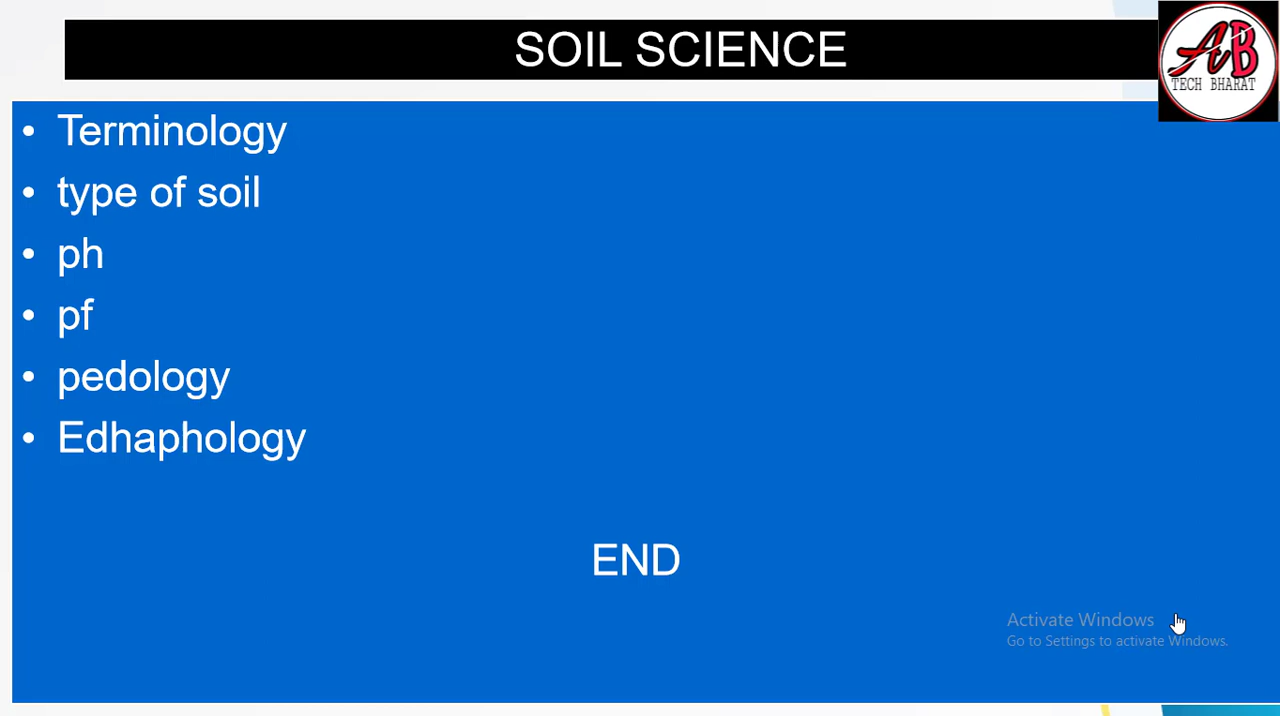 SOIL SCIENCE
AB
TECH BHARAT
• Terminology
• type of soil
• ph
• pf
• pedology
• Edhaphology
END
Activate Windows
Go to Settings to activate Windows.